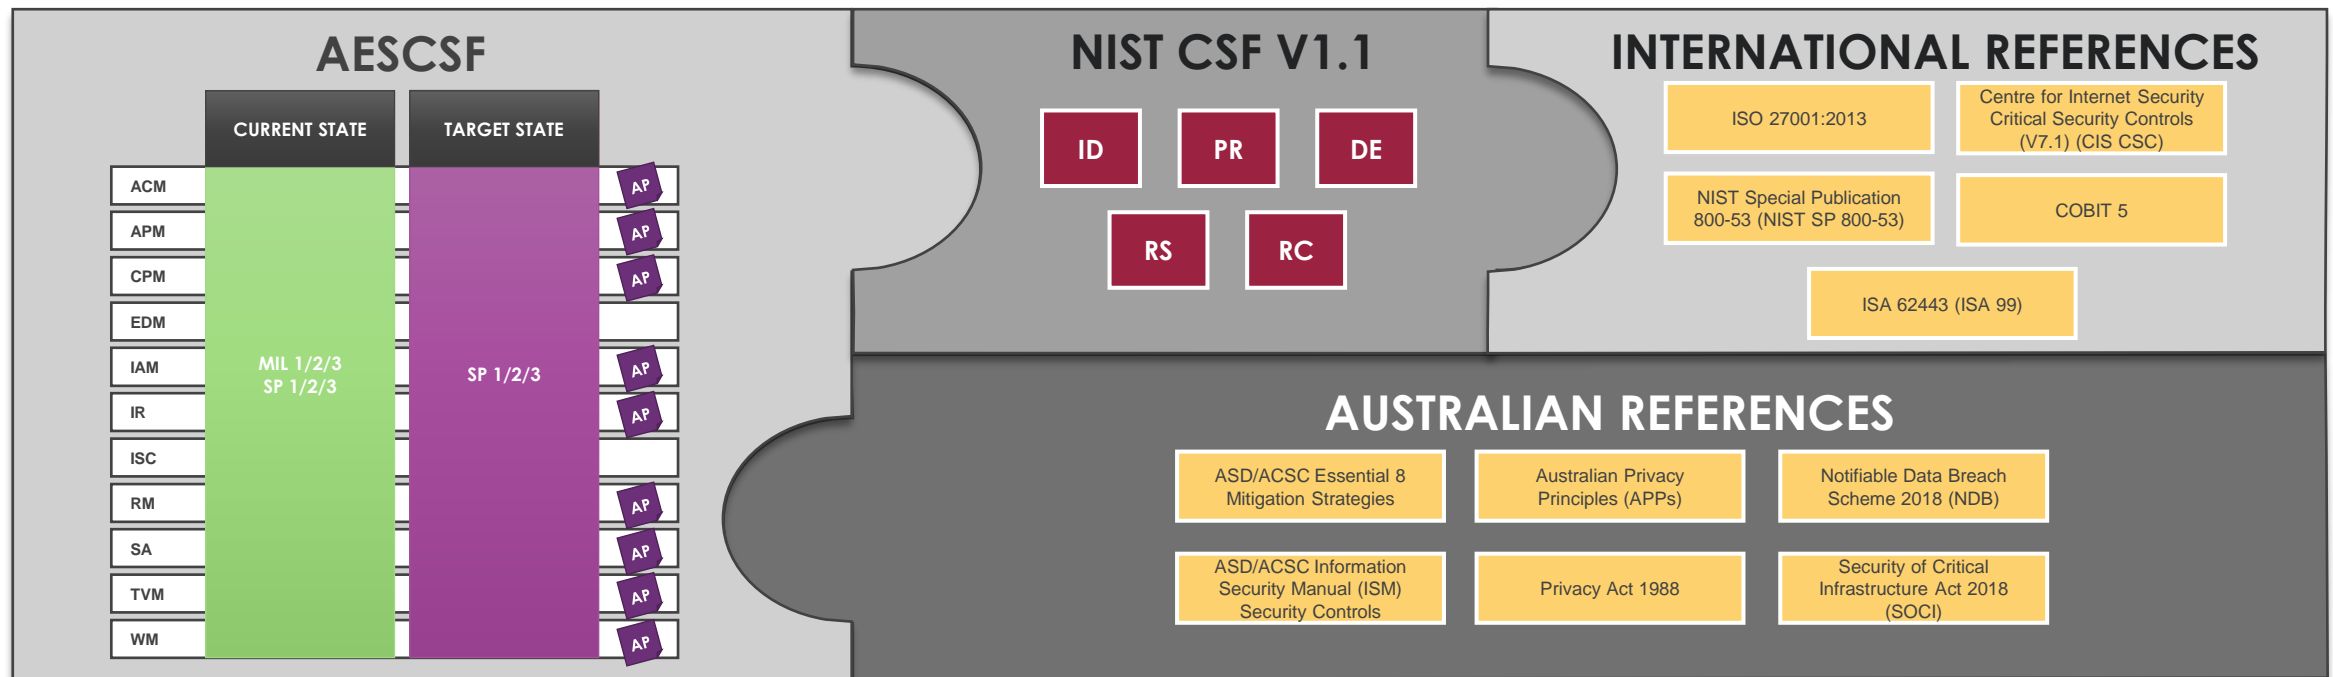 AESCSF
CURRENT STATE
TARGET STATE
ACM
AP
APM
AP
CPM
AP
EDM
IAM
AP
MIL 1/2/3
SP 1/2/3
SP 1/2/3
IR
AP
ISC
RM
AP
SA
AP
TVM
AP
WM
AP
NIST CSF V1.1
ID
PR
DE
RS
RC
INTERNATIONAL REFERENCES
ISO 27001:2013
Centre for Internet Security
Critical Security Controls
(V7.1) (CIS CSC)
NIST Special Publication
800-53 (NIST SP 800-53)
COBIT 5
ISA 62443 (ISA 99)
AUSTRALIAN REFERENCES
ASD/ACSC Essential 8
Mitigation Strategies
Australian Privacy
Principles (APPs)
Notifiable Data Breach
Scheme 2018 (NDB)
ASD/ACSC Information
Security Manual (ISM)
Security Controls
Privacy Act 1988
Security of Critical
Infrastructure Act 2018
(SOCI)